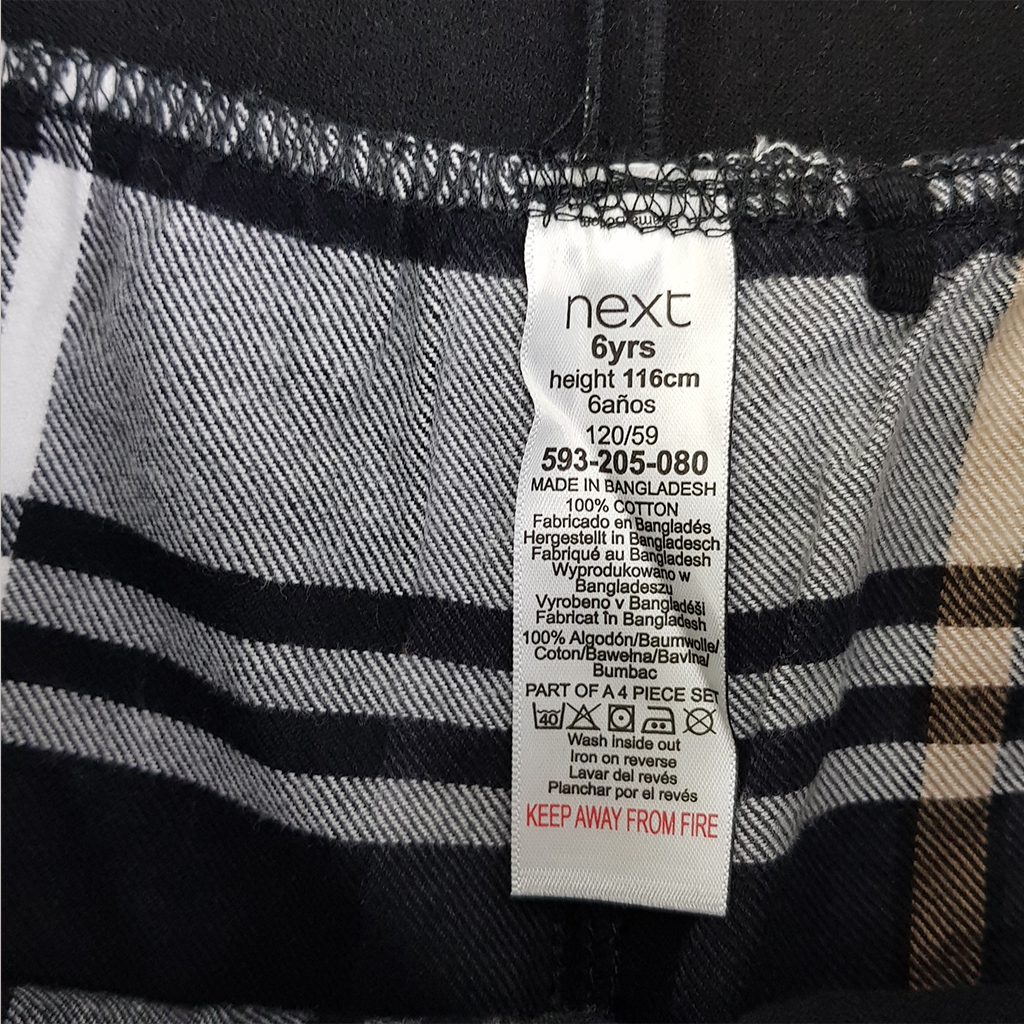 next
6yrs
height 116cm
6años
120/59
593-205-080
MADE IN BANGLADESH
100% COTTON
Fabricado en Bangladés
Hergestellt in Bangladesch
Fabriqué au Bangladesh
Wyprodukowano w
Bangladeszu
Vyrobeno v Bangladéši
Fabricat în Bangladesh
100% Algodón/Baumwolle/
Coton/Bawełna/Bavlna/
Bumbac
PART OF A 4 PIECE SET
40
Wash inside out
Iron on reverse
Lavar del revés
Planchar por el revés
KEEP AWAY FROM FIRE